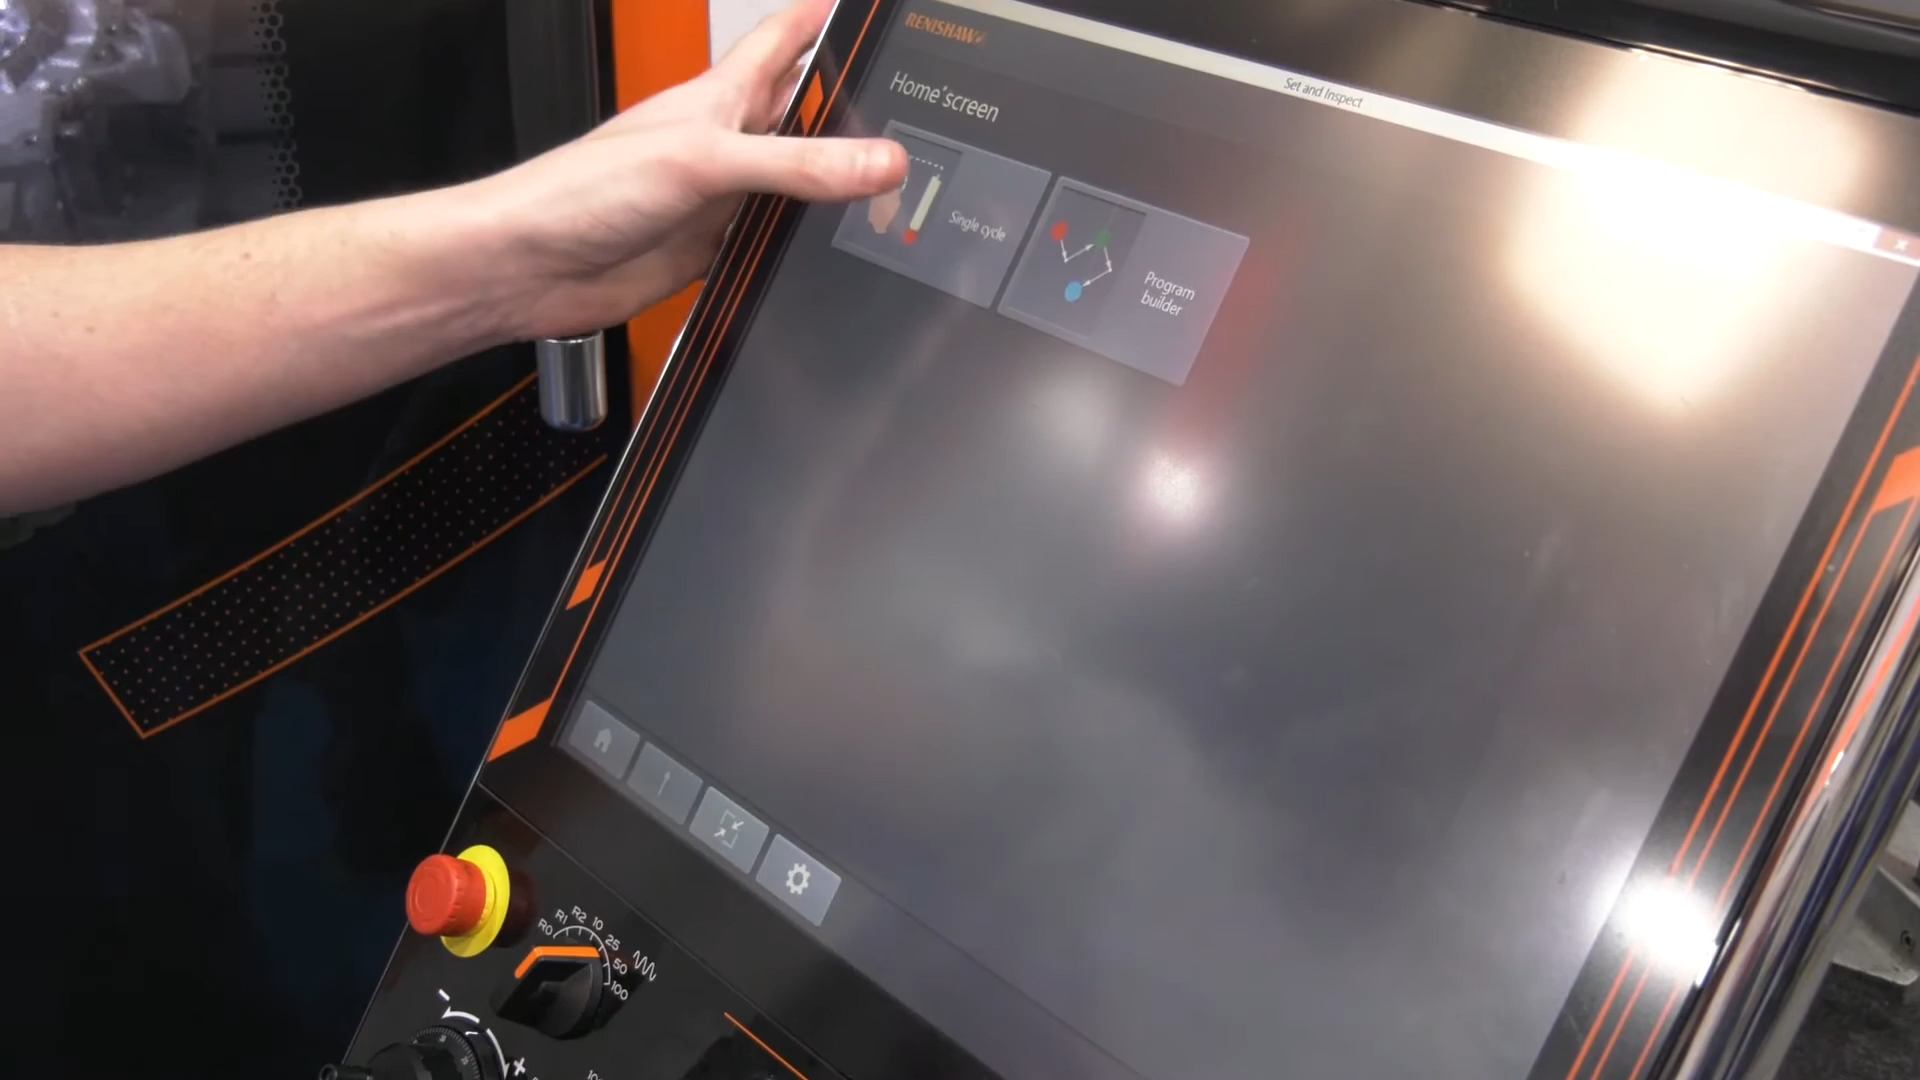 RENISHAW
Set and Inspect
Home screen
Single cycle
Program
builder
x
R0
R1
R2
10
25
50
100
-
+